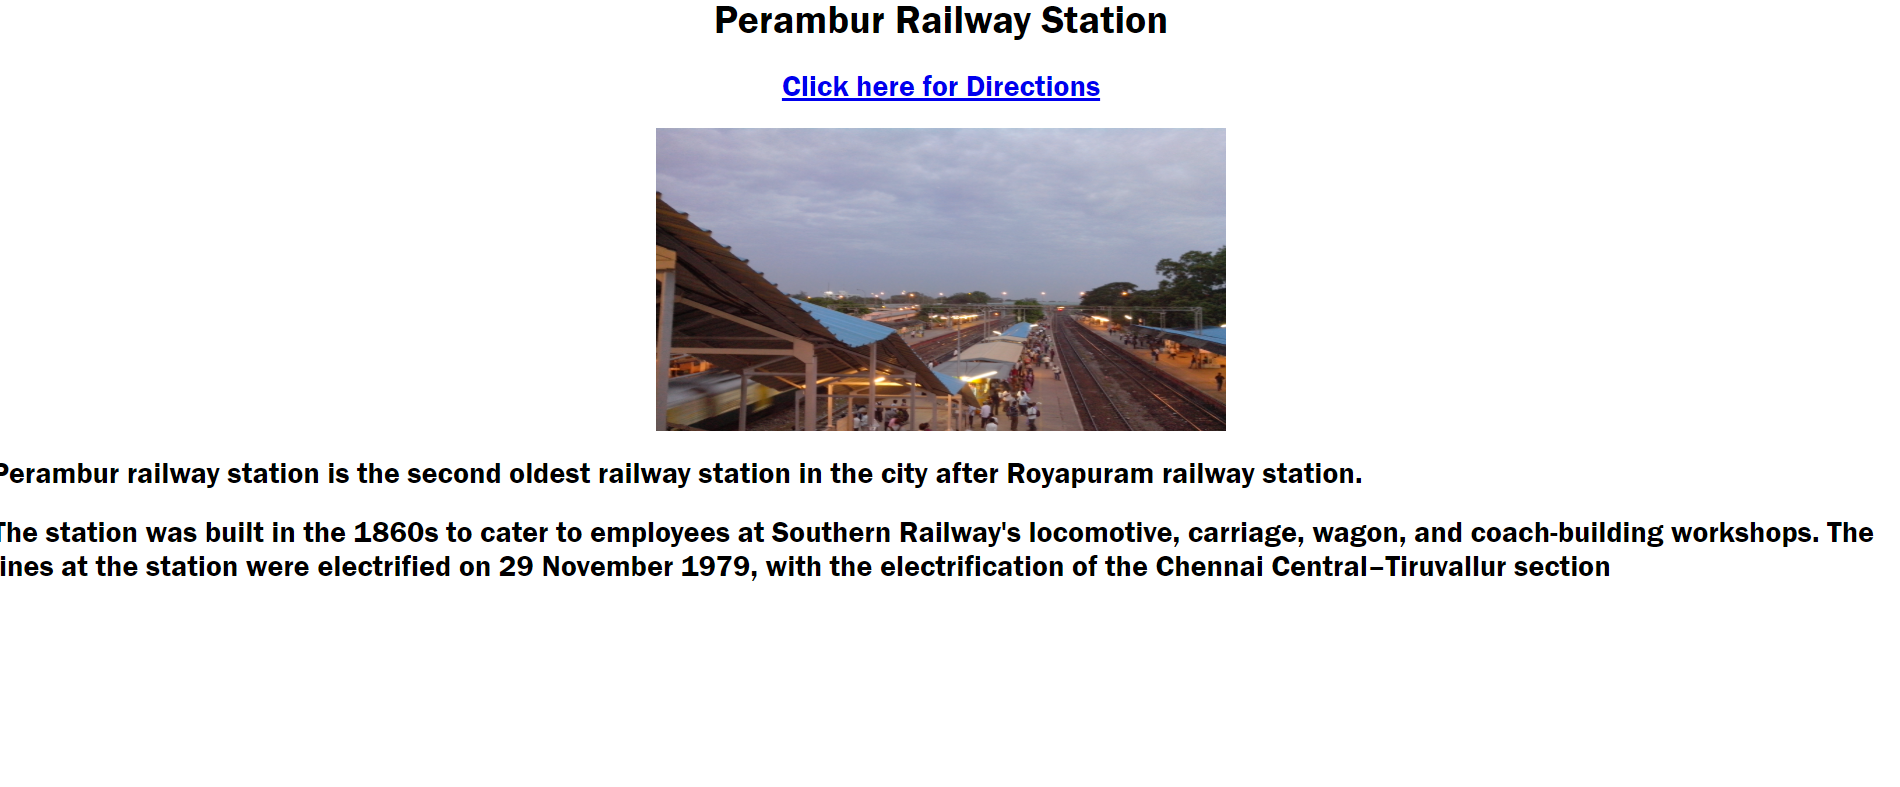 Perambur Railway Station
Click here for Directions
Perambur railway station is the second oldest railway station in the city after Royapuram railway station.
The station was built in the 1860s to cater to employees at Southern Railway's locomotive, carriage, wagon, and coach-building workshops. The
lines at the station were electrified on 29 November 1979, with the electrification of the Chennai Central–Tiruvallur section